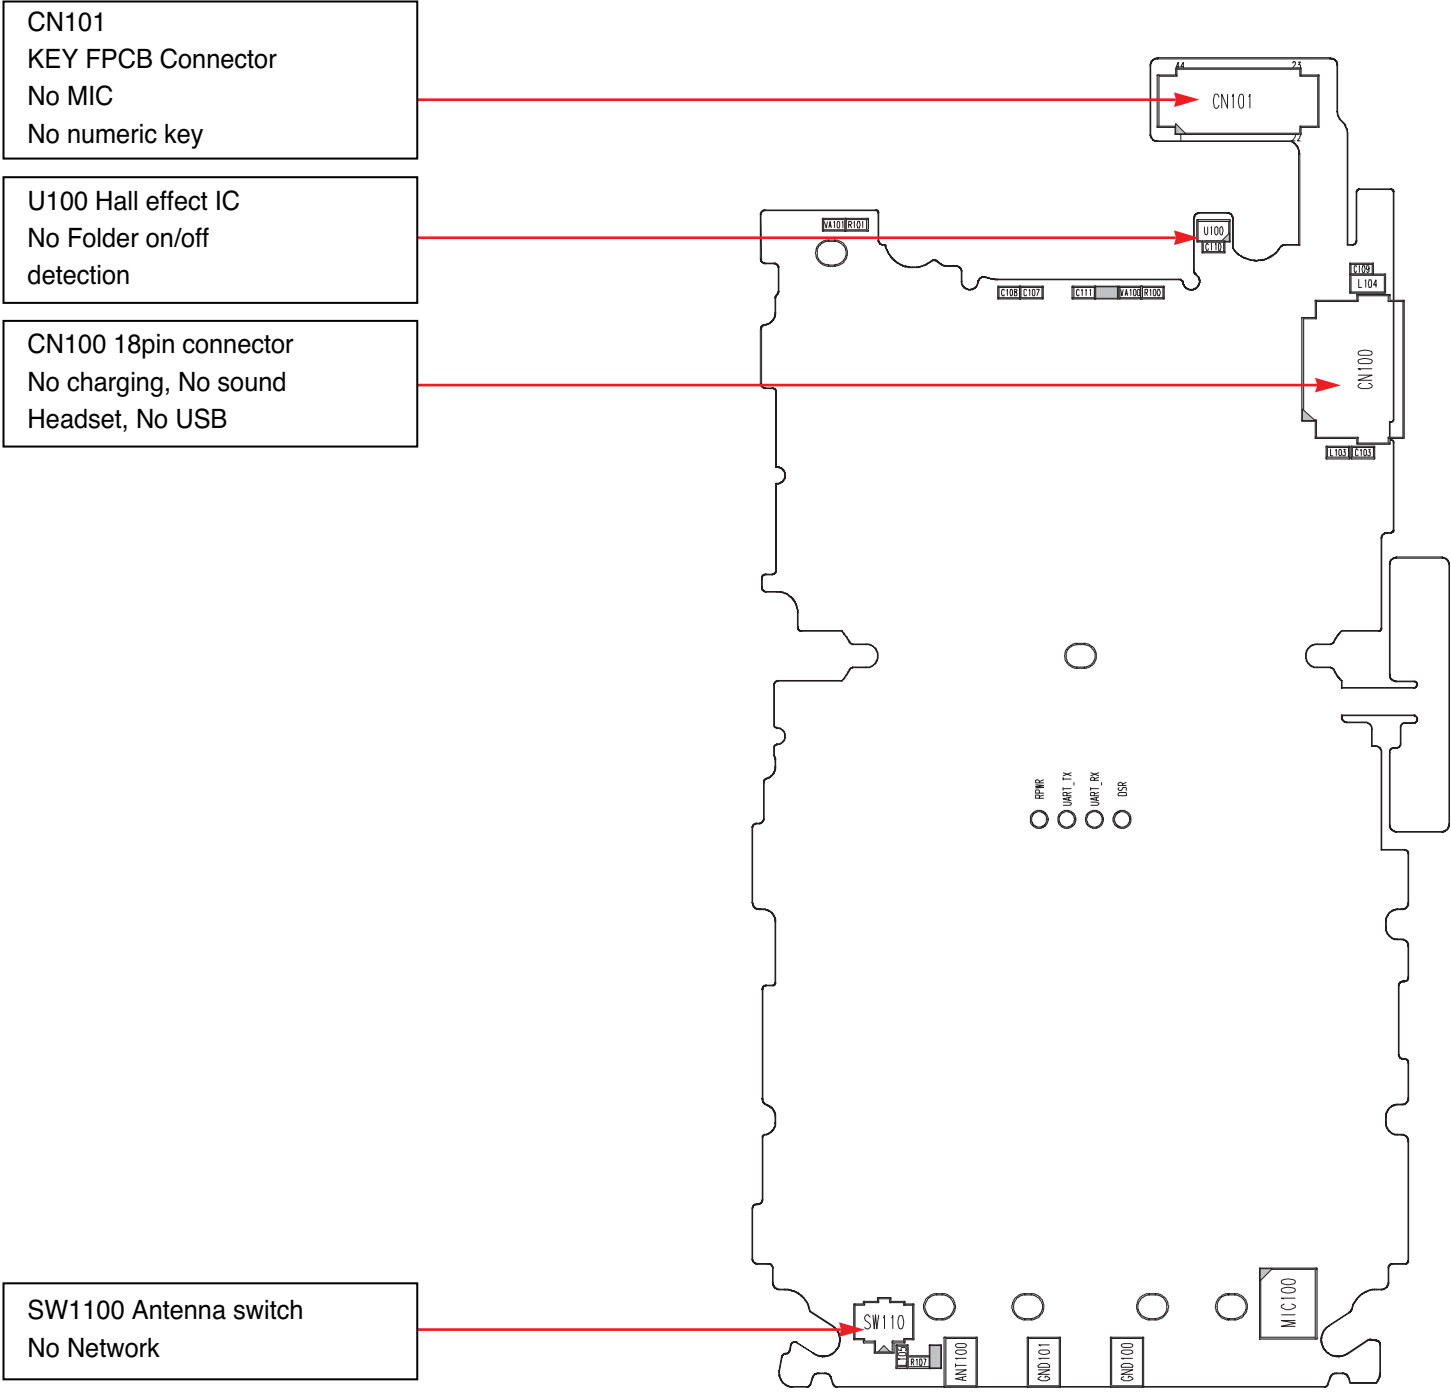 CN101
KEY FPCB Connector
No MIC
No numeric key
U100 Hall effect IC
No Folder on/off
detection
CN100 18pin connector
No charging, No sound
Headset, No USB
SW1100 Antenna switch
No Network
44
23
CN101
VA101
R101
U100
C110
C109
L104
C108
C107
C111
VA100
R100
CN100
L103
C103
RPWR
UART_TX
UART_RX
DSR
SW110
R107
ANT100
GND101
GND100
MIC100